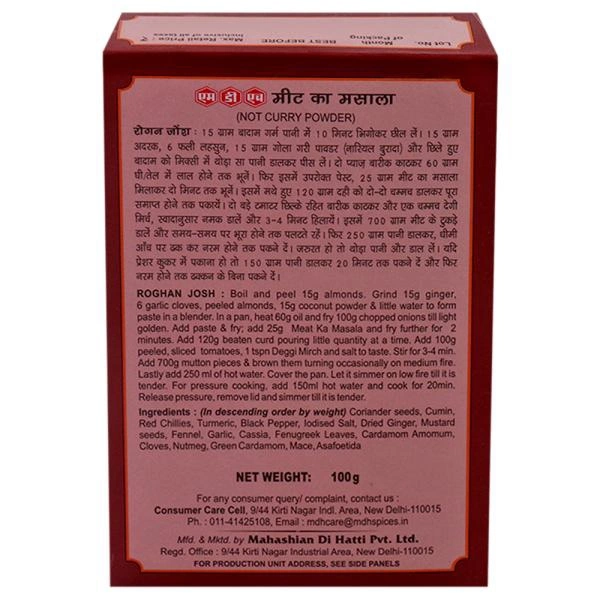 Lot No.
Month
of Packing
BEST BEFORE
Max. Retail Price : ₹
Inclusive of all taxes
एम डी एच मीट का मसाला
(NOT CURRY POWDER)
रोगन जोंश : 15 ग्राम बादाम गर्म पानी में 10 मिनट भिगोकर छील लें। 15 ग्राम
अदरक, 6 फली लहसुन, 15 ग्राम गोला गरी पावडर (नारियल बुरादा) और छिले हुए
बादाम को मिक्सी में थोड़ा सा पानी डालकर पीस लें। दो प्याज़ बारीक काटकर 60 ग्राम
घी/तेल में लाल होने तक भूनें। फिर इसमें उपरोक्त पेस्ट, 25 ग्राम मीट का मसाला
मिलाकर दो मिनट तक भूनें। इसमें मथे हुए 120 ग्राम दही को दो-दो चम्मच डालकर पूरा
समाप्त होने तक पकायें। दो बड़े टमाटर छिल्के रहित बारीक काटकर और एक चम्मच देगी
मिर्च, स्वादानुसार नमक डालें और 3-4 मिनट हिलायें। इसमें 700 ग्राम मीट के टुकड़े
डालें और समय-समय पर भूरा होने तक पलटते रहें। फिर 250 ग्राम पानी डालकर, धीमी
आँच पर ढक कर नरम होने तक पकने दें। जरुरत हो तो थोड़ा पानी और डाल लें। यदि
प्रेशर कुकर में पकाना हो तो 150 ग्राम पानी डालकर 20 मिनट तक पकने दें और फिर
नरम होने तक ढक्कन के बिना पकने दें।
ROGHAN JOSH : Boil and peel 15g almonds. Grind 15g ginger,
6 garlic cloves, peeled almonds, 15g coconut powder & little water to form
paste in a blender. In a pan, heat 60g oil and fry 100g chopped onions till light
golden. Add paste & fry; add 25g Meat Ka Masala and fry further for 2
minutes. Add 120g beaten curd pouring little quantity at a time. Add 100g
peeled, sliced tomatoes, 1 tspn Deggi Mirch and salt to taste. Stir for 3-4 min.
Add 700g mutton pieces & brown them turning occasionally on medium fire.
Lastly add 250 ml of hot water. Cover the pan. Let it simmer on low fire till it is
tender. For pressure cooking, add 150ml hot water and cook for 20min.
Release pressure, remove lid and simmer till it is tender.
Ingredients : (In descending order by weight) Coriander seeds, Cumin,
Red Chillies, Turmeric, Black Pepper, Iodised Salt, Dried Ginger, Mustard
seeds, Fennel, Garlic, Cassia, Fenugreek Leaves, Cardamom Amomum,
Cloves, Nutmeg, Green Cardamom, Mace, Asafoetida
NET WEIGHT: 100g
For any consumer query/ complaint, contact us :
Consumer Care Cell, 9/44 Kirti Nagar Indl. Area, New Delhi-110015
Ph. : 011-41425108, Email : mdhcare@mdhspices.in
Mfd. & Mktd. by Mahashian Di Hatti Pvt. Ltd.
Regd. Office : 9/44 Kirti Nagar Industrial Area, New Delhi-110015
FOR PRODUCTION UNIT ADDRESS, SEE SIDE PANELS